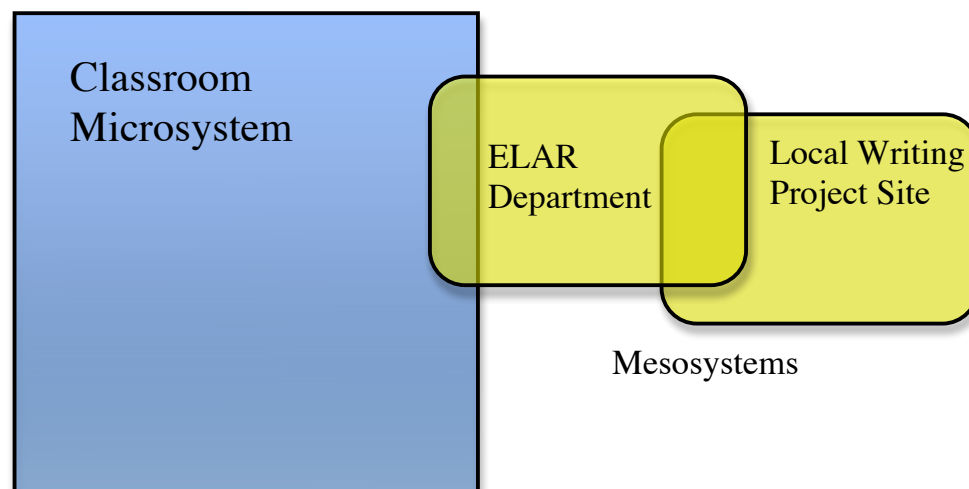 Classroom
Microsystem
ELAR
Department
Local Writing
Project Site
Mesosystems